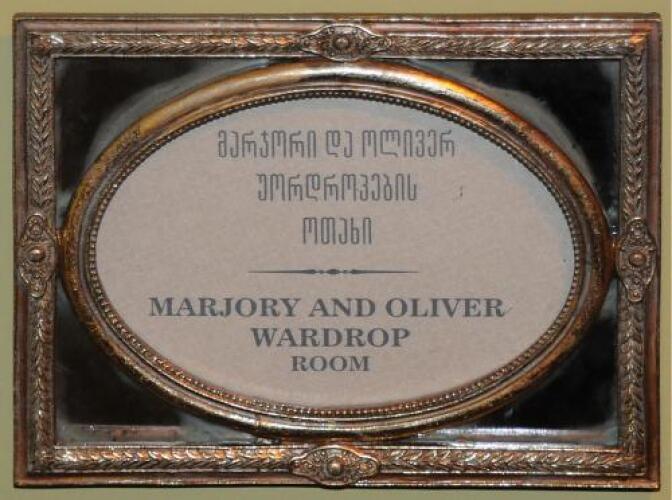 მარჯორი და ოლივერ
უორდროპების
ოთახი
MARJORY AND OLIVER
WARDROP
ROOM